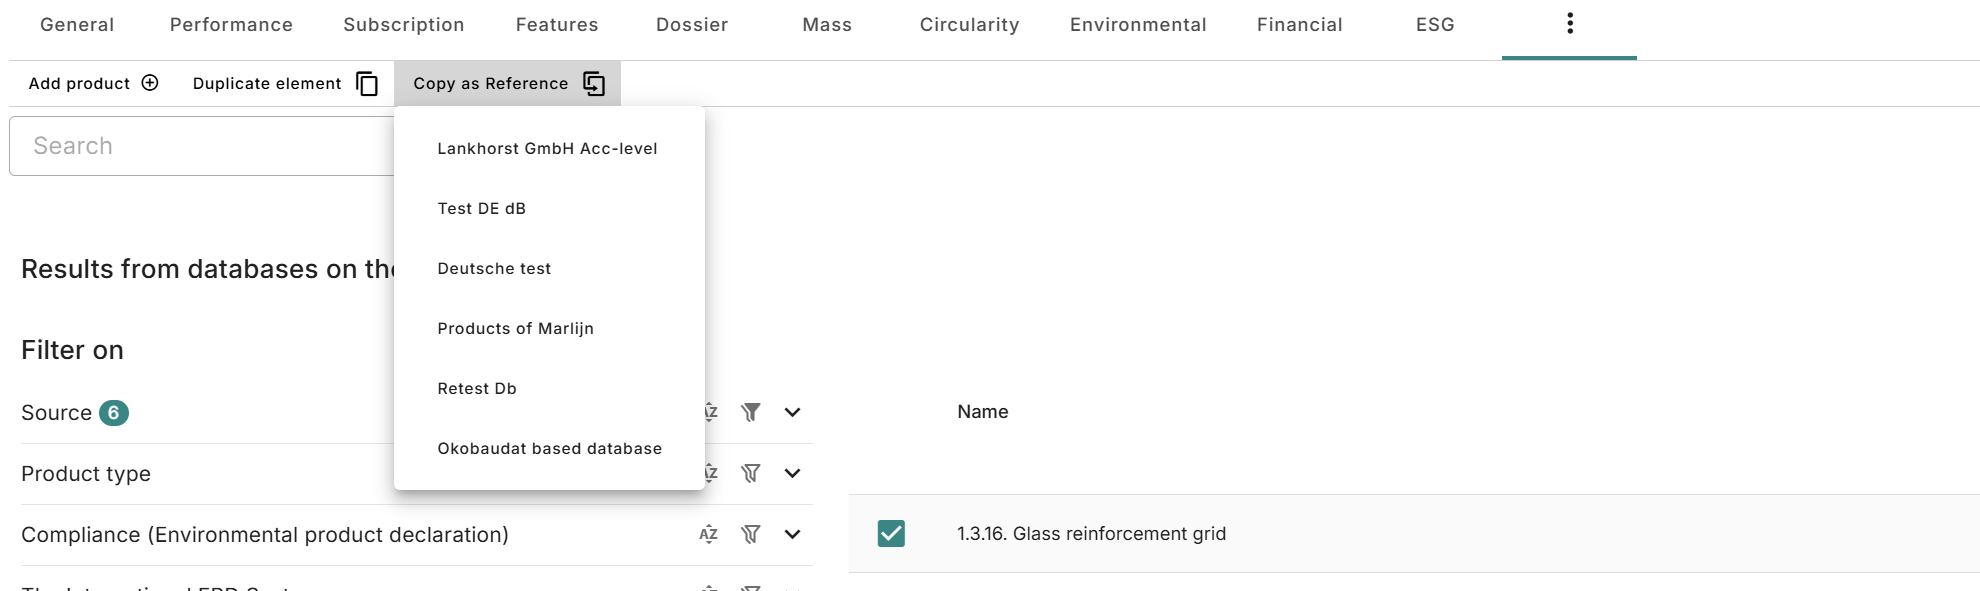 General Performance Subscription Features Dossier Mass Circularity Environmental Financial ESG
Add product Duplicate element Copy as Reference
Search
Lankhorst GmbH Acc-level
Test DE dB
Deutsche test
Products of Marlijn
Retest Db
Okobaudat based database
Results from databases on the
Filter on
Source 6
Product type
Compliance (Environmental product declaration)
Name
1.3.16. Glass reinforcement grid